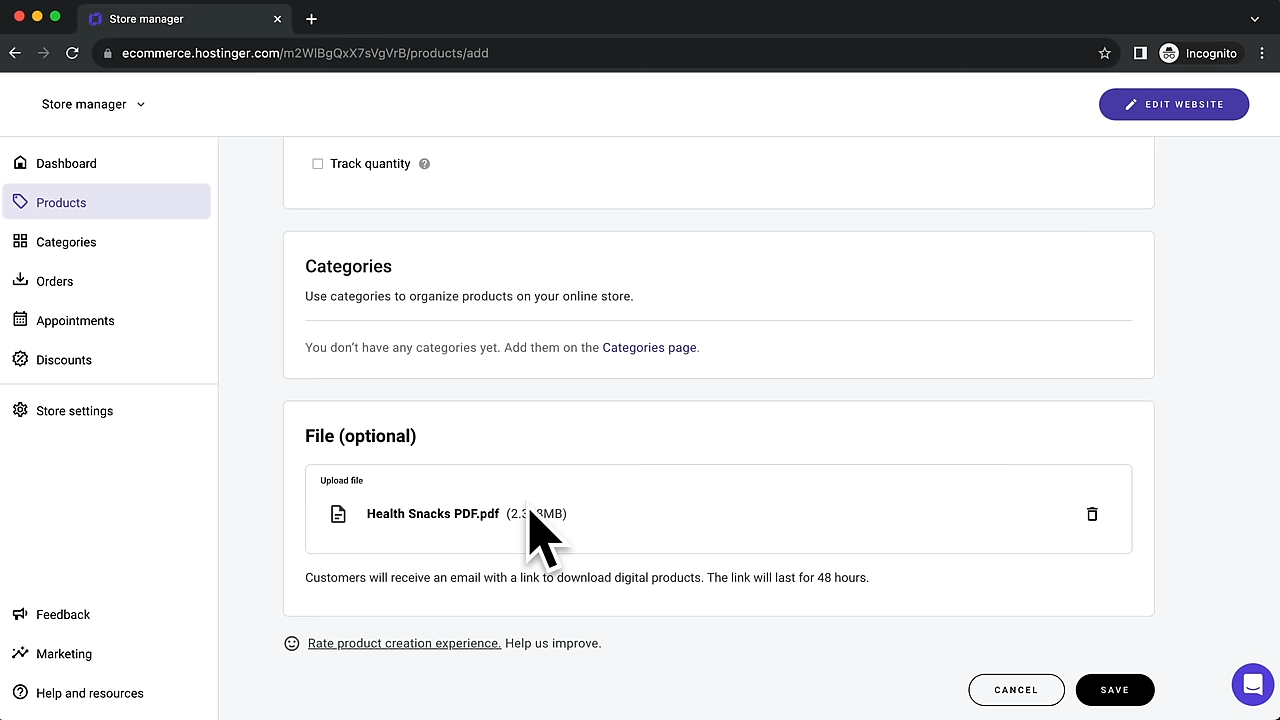 Store manager
ecommerce.hostinger.com/m2WlBgQxX7sVgVrB/products/add
Incognito
Store manager
EDIT WEBSITE
Dashboard
Products
Categories
Orders
Appointments
Discounts
Store settings
Feedback
Marketing
Help and resources
Track quantity
Categories
Use categories to organize products on your online store.
You don't have any categories yet. Add them on the Categories page.
File (optional)
Upload file
Health Snacks PDF.pdf
Customers will receive an email with a link to download digital products. The link will last for 48 hours.
Rate product creation experience. Help us improve.
CANCEL
SAVE